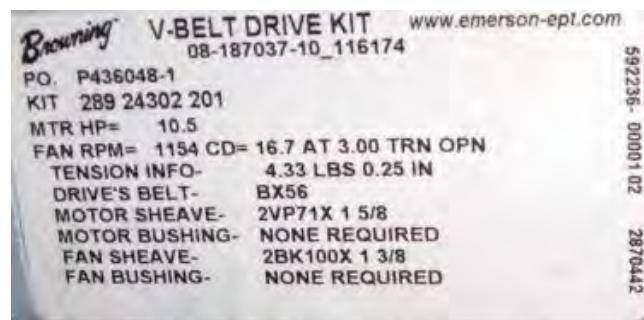 Browning V-BELT DRIVE KIT www.emerson-ept.com
08-187037-10_116174
PO. P436048-1
KIT 289 24302 201
MTR HP= 10.5
FAN RPM= 1154 CD= 16.7 AT 3.00 TRN OPN
TENSION INFO- 4.33 LBS 0.25 IN
DRIVE'S BELT- BX56
MOTOR SHEAVE- 2VP71X 1 5/8
MOTOR BUSHING- NONE REQUIRED
FAN SHEAVE- 2BK100X 1 3/8
FAN BUSHING- NONE REQUIRED
592236- 00001 02 2870442